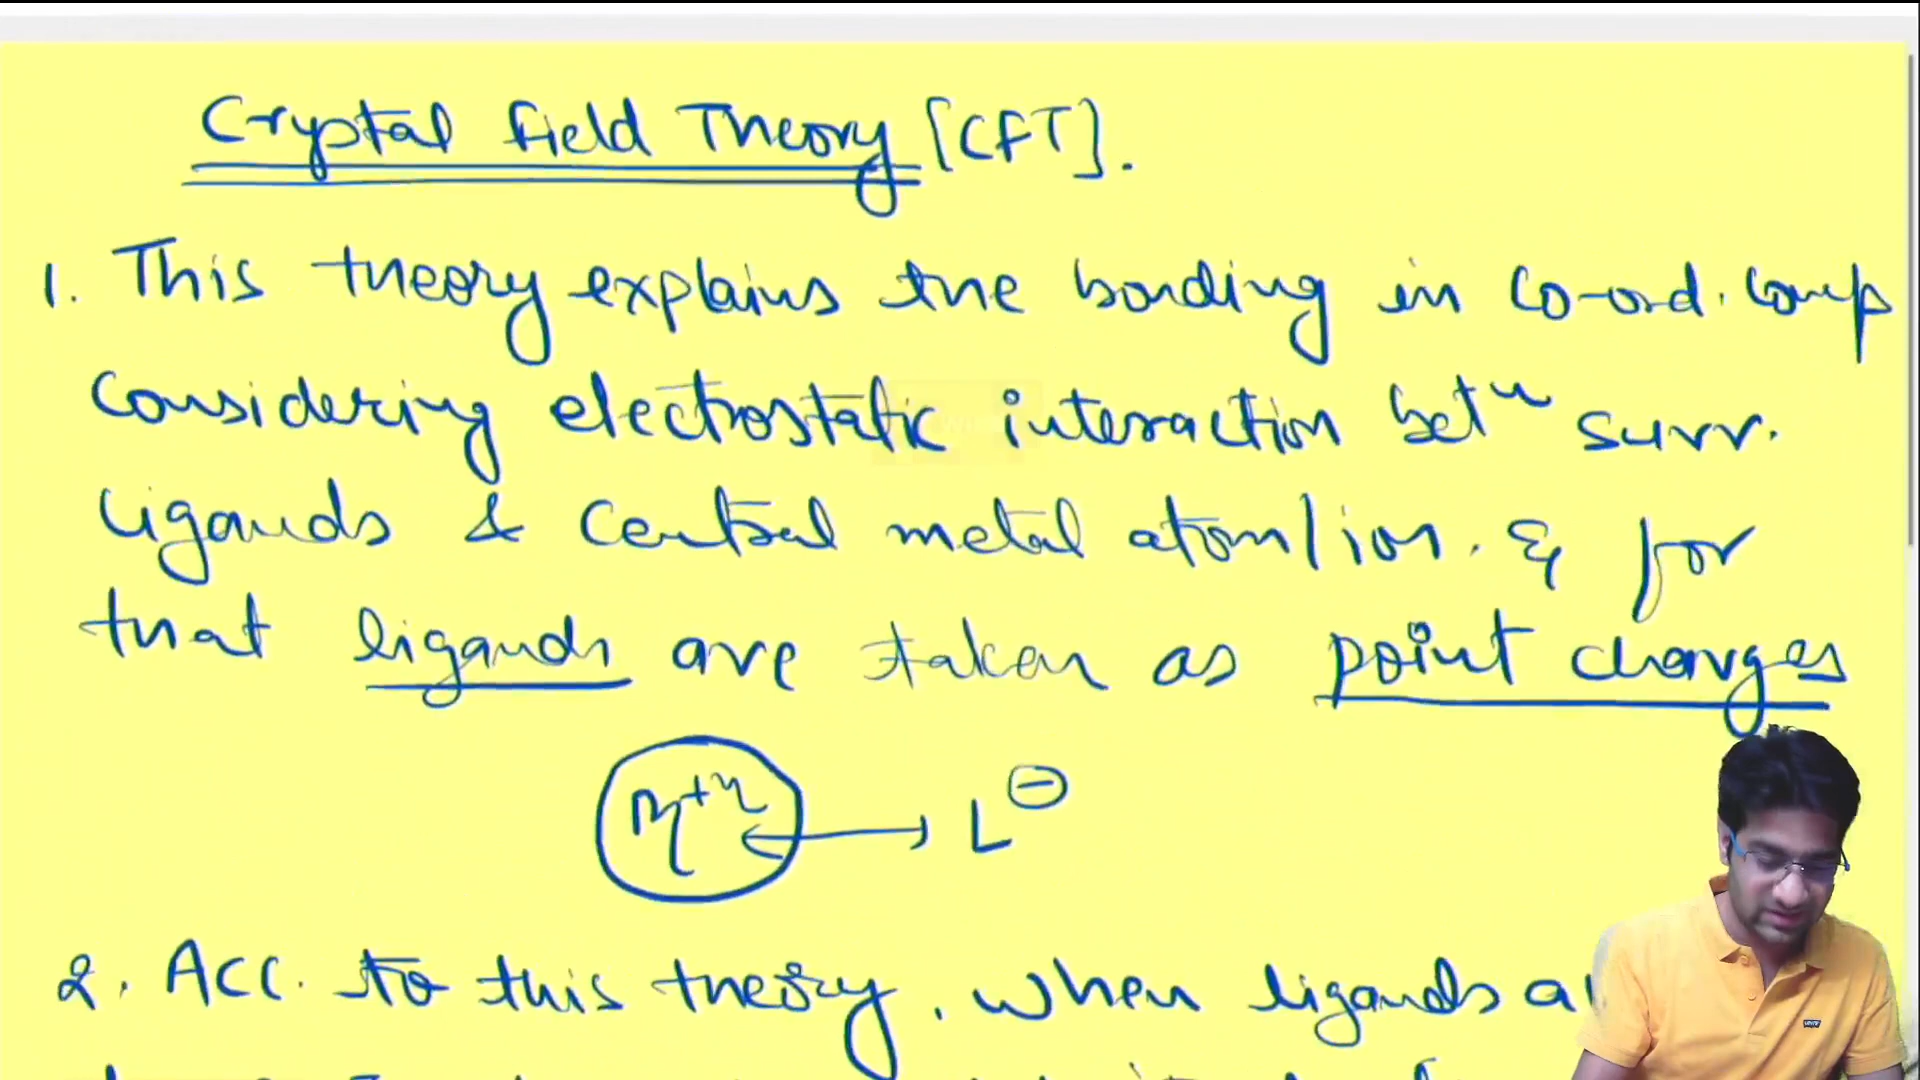 Crystal Field Theory [CFT].
1. This theory explains the bonding in Co-ord. Comp
Considering electrostatic interaction betⁿ surr.
ligands & Central metal atom/ion. & for
that ligands are taken as point charges
M⁺ⁿ L⊖
2. Acc. to this theory, when ligands a